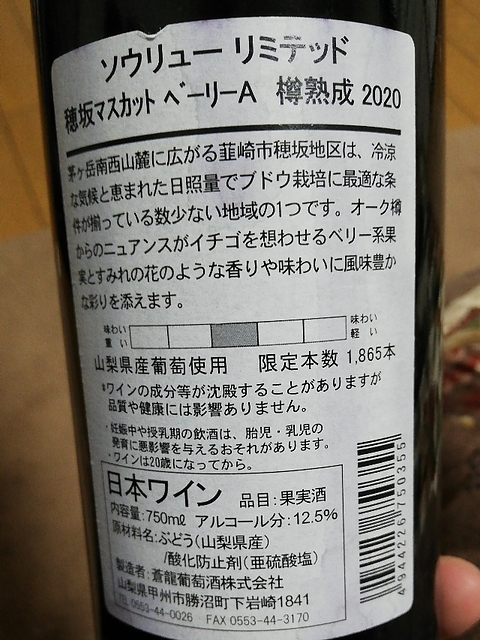 ソウリュー リミテッド
穂坂マスカット ベーリーA 樽熟成 2020
茅ヶ岳南西山麓に広がる韮崎市穂坂地区は、冷涼
な気候と恵まれた日照量でブドウ栽培に最適な条
件が揃っている数少ない地域の1つです。オーク樽
からのニュアンスがイチゴを想わせるベリー系果
実とすみれの花のような香りや味わいに風味豊か
な彩りを添えます。
味わい
重い
味わい
軽い
山梨県産葡萄使用 限定本数 1,865本
*ワインの成分等が沈殿することがありますが
品質や健康には影響ありません。
・妊娠中や授乳期の飲酒は、胎児・乳児の
発育に悪影響を与えるおそれがあります。
・ワインは20歳になってから。
日本ワイン 品目:果実酒
内容量:750mℓ アルコール分:12.5%
原材料名:ぶどう(山梨県産)
/酸化防止剤(亜硫酸塩)
製造者:蒼龍葡萄酒株式会社
山梨県甲州市勝沼町下岩崎1841
TEL 0553-44-0026 FAX 0553-44-3170
4944226750355